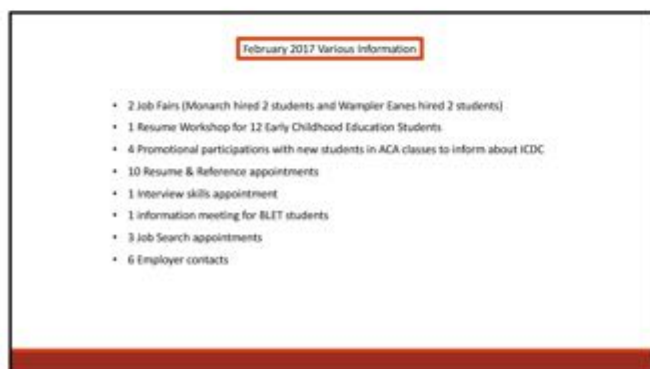 February 2017 Various Information
• 2 Job Fairs (Monarch hired 2 students and Wampler Eanes hired 2 students)
• 1 Resume Workshop for 12 Early Childhood Education Students
• 4 Promotional participations with new students in ACA classes to inform about ICDC
• 10 Resume & Reference appointments
• 1 Interview skills appointment
• 1 information meeting for BLET students
• 3 Job Search appointments
• 6 Employer contacts